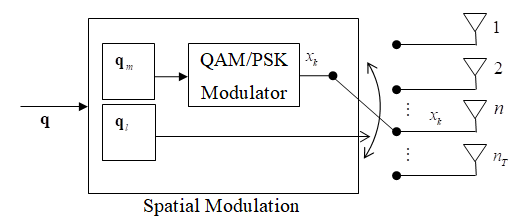 q
q_m
QAM/PSK
Modulator
x_k
q_l
Spatial Modulation
1
2
⋮
x_k
n
⋮
n_T